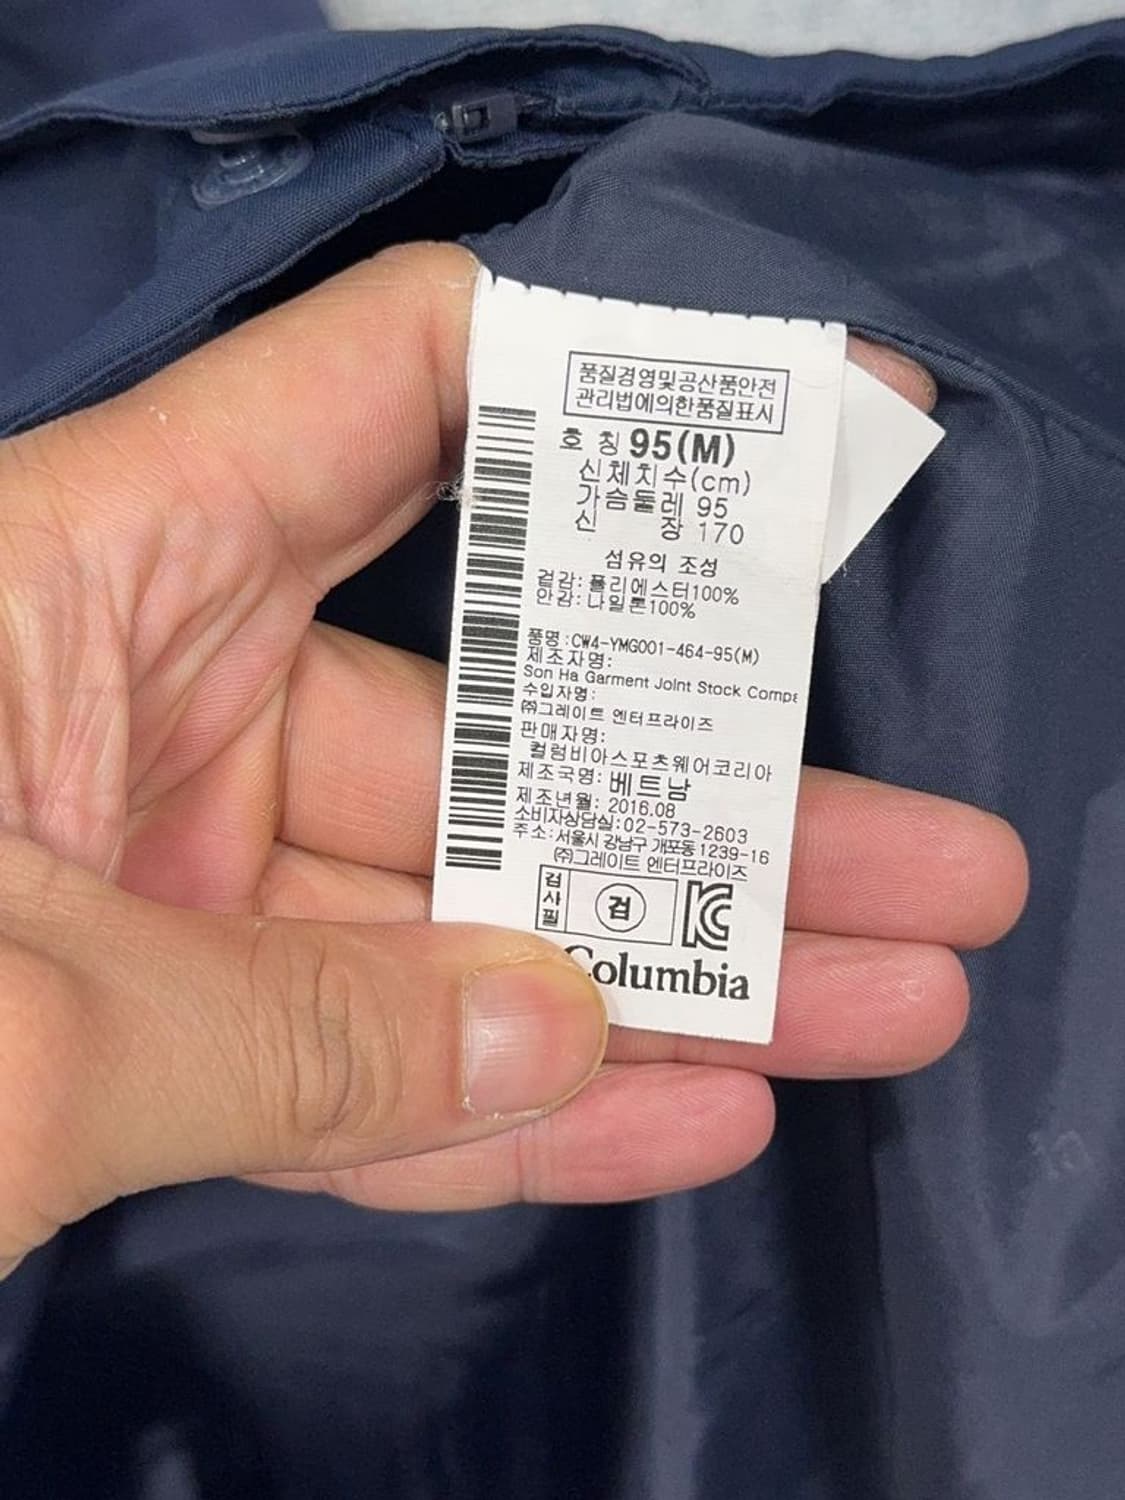 품질경영및공산품안전
관리법에의한품질표시
호 칭 95(M)
신체치수(cm)
가슴둘레 95
신 장 170
섬유의 조성
겉감: 폴리에스터100%
안감: 나일론100%
품명:CW4-YMG001-464-95(M)
제조자명:
Son Ha Garment Joint Stock Compa
수입자명:
㈜그레이트 엔터프라이즈
판매자명:
컬럼비아스포츠웨어코리아
제조국명: 베트남
제조년월: 2016.08
소비자상담실:02-573-2603
주소:서울시 강남구 개포동1239-16
㈜그레이트 엔터프라이즈
검사필
검
KC
Columbia